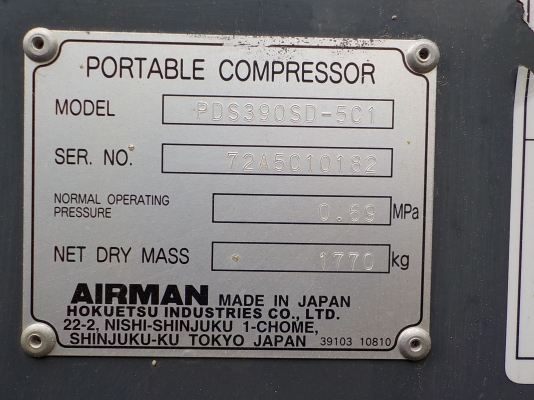 PORTABLE COMPRESSOR
MODEL PDS390SD-5C1
SER. NO. 72A5C10182
NORMAL OPERATING
PRESSURE 0.69 MPa
NET DRY MASS 1770 kg
AIRMAN MADE IN JAPAN
HOKUETSU INDUSTRIES CO., LTD.
22-2, NISHI-SHINJUKU 1-CHOME,
SHINJUKU-KU TOKYO JAPAN 39103 10810